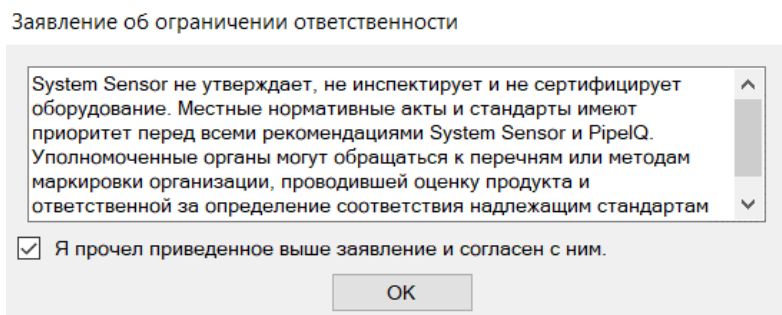 Заявление об ограничении ответственности
System Sensor не утверждает, не инспектирует и не сертифицирует
оборудование. Местные нормативные акты и стандарты имеют
приоритет перед всеми рекомендациями System Sensor и PipeIQ.
Уполномоченные органы могут обращаться к перечням или методам
маркировки организации, проводившей оценку продукта и
ответственной за определение соответствия надлежащим стандартам
Я прочел приведенное выше заявление и согласен с ним.
OK